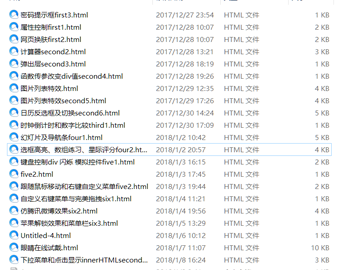 密码提示框first3.html 2017/12/27 23:54 HTML 文件 1 KB
属性控制first1.html 2017/12/28 10:07 HTML 文件 2 KB
网页换肤first2.html 2017/12/28 10:07 HTML 文件 2 KB
计算器second2.html 2017/12/28 13:21 HTML 文件 3 KB
弹出层second3.html 2017/12/28 18:19 HTML 文件 1 KB
函数传参改变div值second4.html 2017/12/28 19:26 HTML 文件 1 KB
图片列表特效.html 2017/12/29 12:35 HTML 文件 4 KB
图片列表特效second5.html 2017/12/29 17:26 HTML 文件 4 KB
日历反选框及切换second6.html 2017/12/30 14:24 HTML 文件 5 KB
时钟倒计时和数字比较third1.html 2017/12/30 17:09 HTML 文件 1 KB
幻灯片及导航条four1.html 2018/1/2 10:42 HTML 文件 5 KB
选框高亮、数组练习、星际评分four2.ht... 2018/1/2 20:57 HTML 文件 4 KB
键盘控制div 闪烁 模拟控件five1.html 2018/1/3 16:15 HTML 文件 2 KB
five2.html 2018/1/3 17:45 HTML 文件 1 KB
跟随鼠标移动和右键自定义菜单five2.html 2018/1/3 19:44 HTML 文件 2 KB
自定义右键菜单与完美拖拽six1.html 2018/1/4 11:21 HTML 文件 1 KB
仿腾讯微博效果six2.html 2018/1/4 19:56 HTML 文件 4 KB
苹果解锁效果和菜单栏six3.html 2018/1/5 13:29 HTML 文件 3 KB
Untitled-4.html 2018/1/6 10:12 HTML 文件 1 KB
眼睛在线试戴.html 2018/1/7 11:07 HTML 文件 10 KB
下拉菜单和点击显示innerHTMLsecond... 2018/1/8 16:24 HTML 文件 3 KB